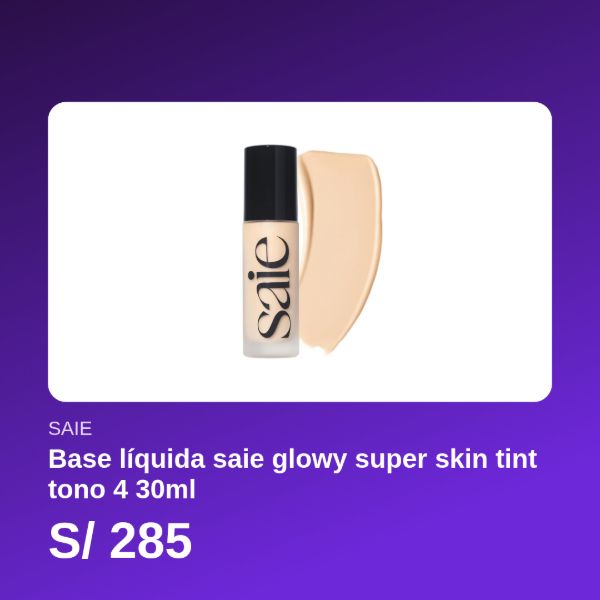 saie
SAIE
Base líquida saie glowy super skin tint
tono 4 30ml
S/ 285